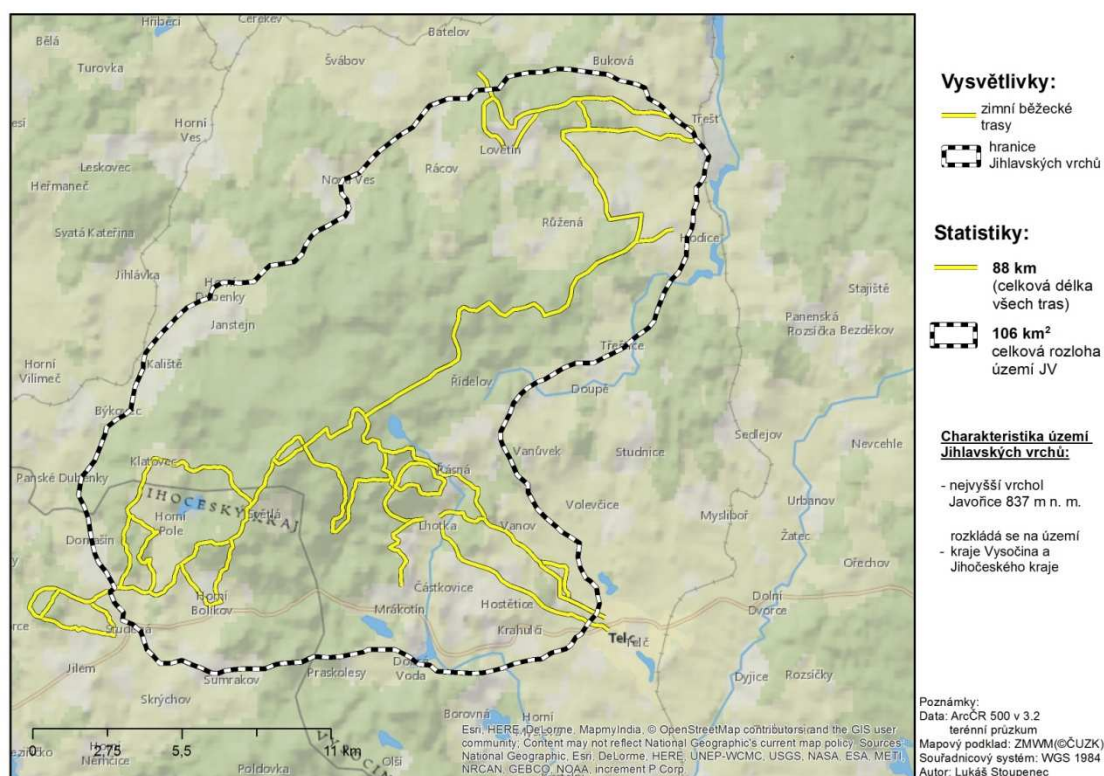 Hříběcí
Cerekev
Batelov
Bělá
Turovka
Švábov
Buková
Horní
Ves
Třešť
Leskovec
Lovětín
Heřmaneč
Nová Ves
Rácov
Svatá Kateřina
Růžená
Hodice
Jihlávka
Horní
Dubenky
Stajiště
Janštejn
Panenská
Rozsíčka
Bezděkov
Třeštice
Horní
Vilímeč
Kaliště
Řídelov
Doupě
Býkovec
Sedlejov
Nevcehle
Klatovec
Vanůvek
Studnice
Panské Dubenky
Řásná
JIHOČESKÝ KRAJ
Světlá
Volevčice
Urbanov
Horní
Pole
Lhotka
Vanov
Myslibоř
Domašín
Žatec
Ořechov
Částkovice
Horní
Bolíkov
Mrákotín
Hostětice
Dolní
Dvorce
Studená
Krahulčí
Telč
Telč
Jilem
Sumrakov
Praskolesy
Dyjice
Rozsíčky
Skrýchov
Borovná
Horní
Olší
Poldovka
0 2,75 5,5 11 km
Esri, HERE, DeLorme, MapmyIndia, © OpenStreetMap contributors and the GIS user
community; Content may not reflect National Geographic's current map policy. Sources:
National Geographic, Esri, DeLorme, HERE, UNEP-WCMC, USGS, NASA, ESA, METI,
NRCAN, GEBCO, NOAA, increment P Corp.
Vysvětlivky:
zimní běžecké
trasy
hranice
Jihlavských vrchů
Statistiky:
88 km
(celková délka
všech tras)
106 km²
celková rozloha
území JV
Charakteristika území
Jihlavských vrchů:
- nejvyšší vrchol
Javořice 837 m n. m.
rozkládá se na území
- kraje Vysočina a
Jihočeského kraje
Poznámky:
Data: ArcČR 500 v 3.2
terénní průzkum
Mapový podklad: ZMWM(©ČUZK)
Souřadnicový systém: WGS 1984
Autor: Lukáš Stoupenec